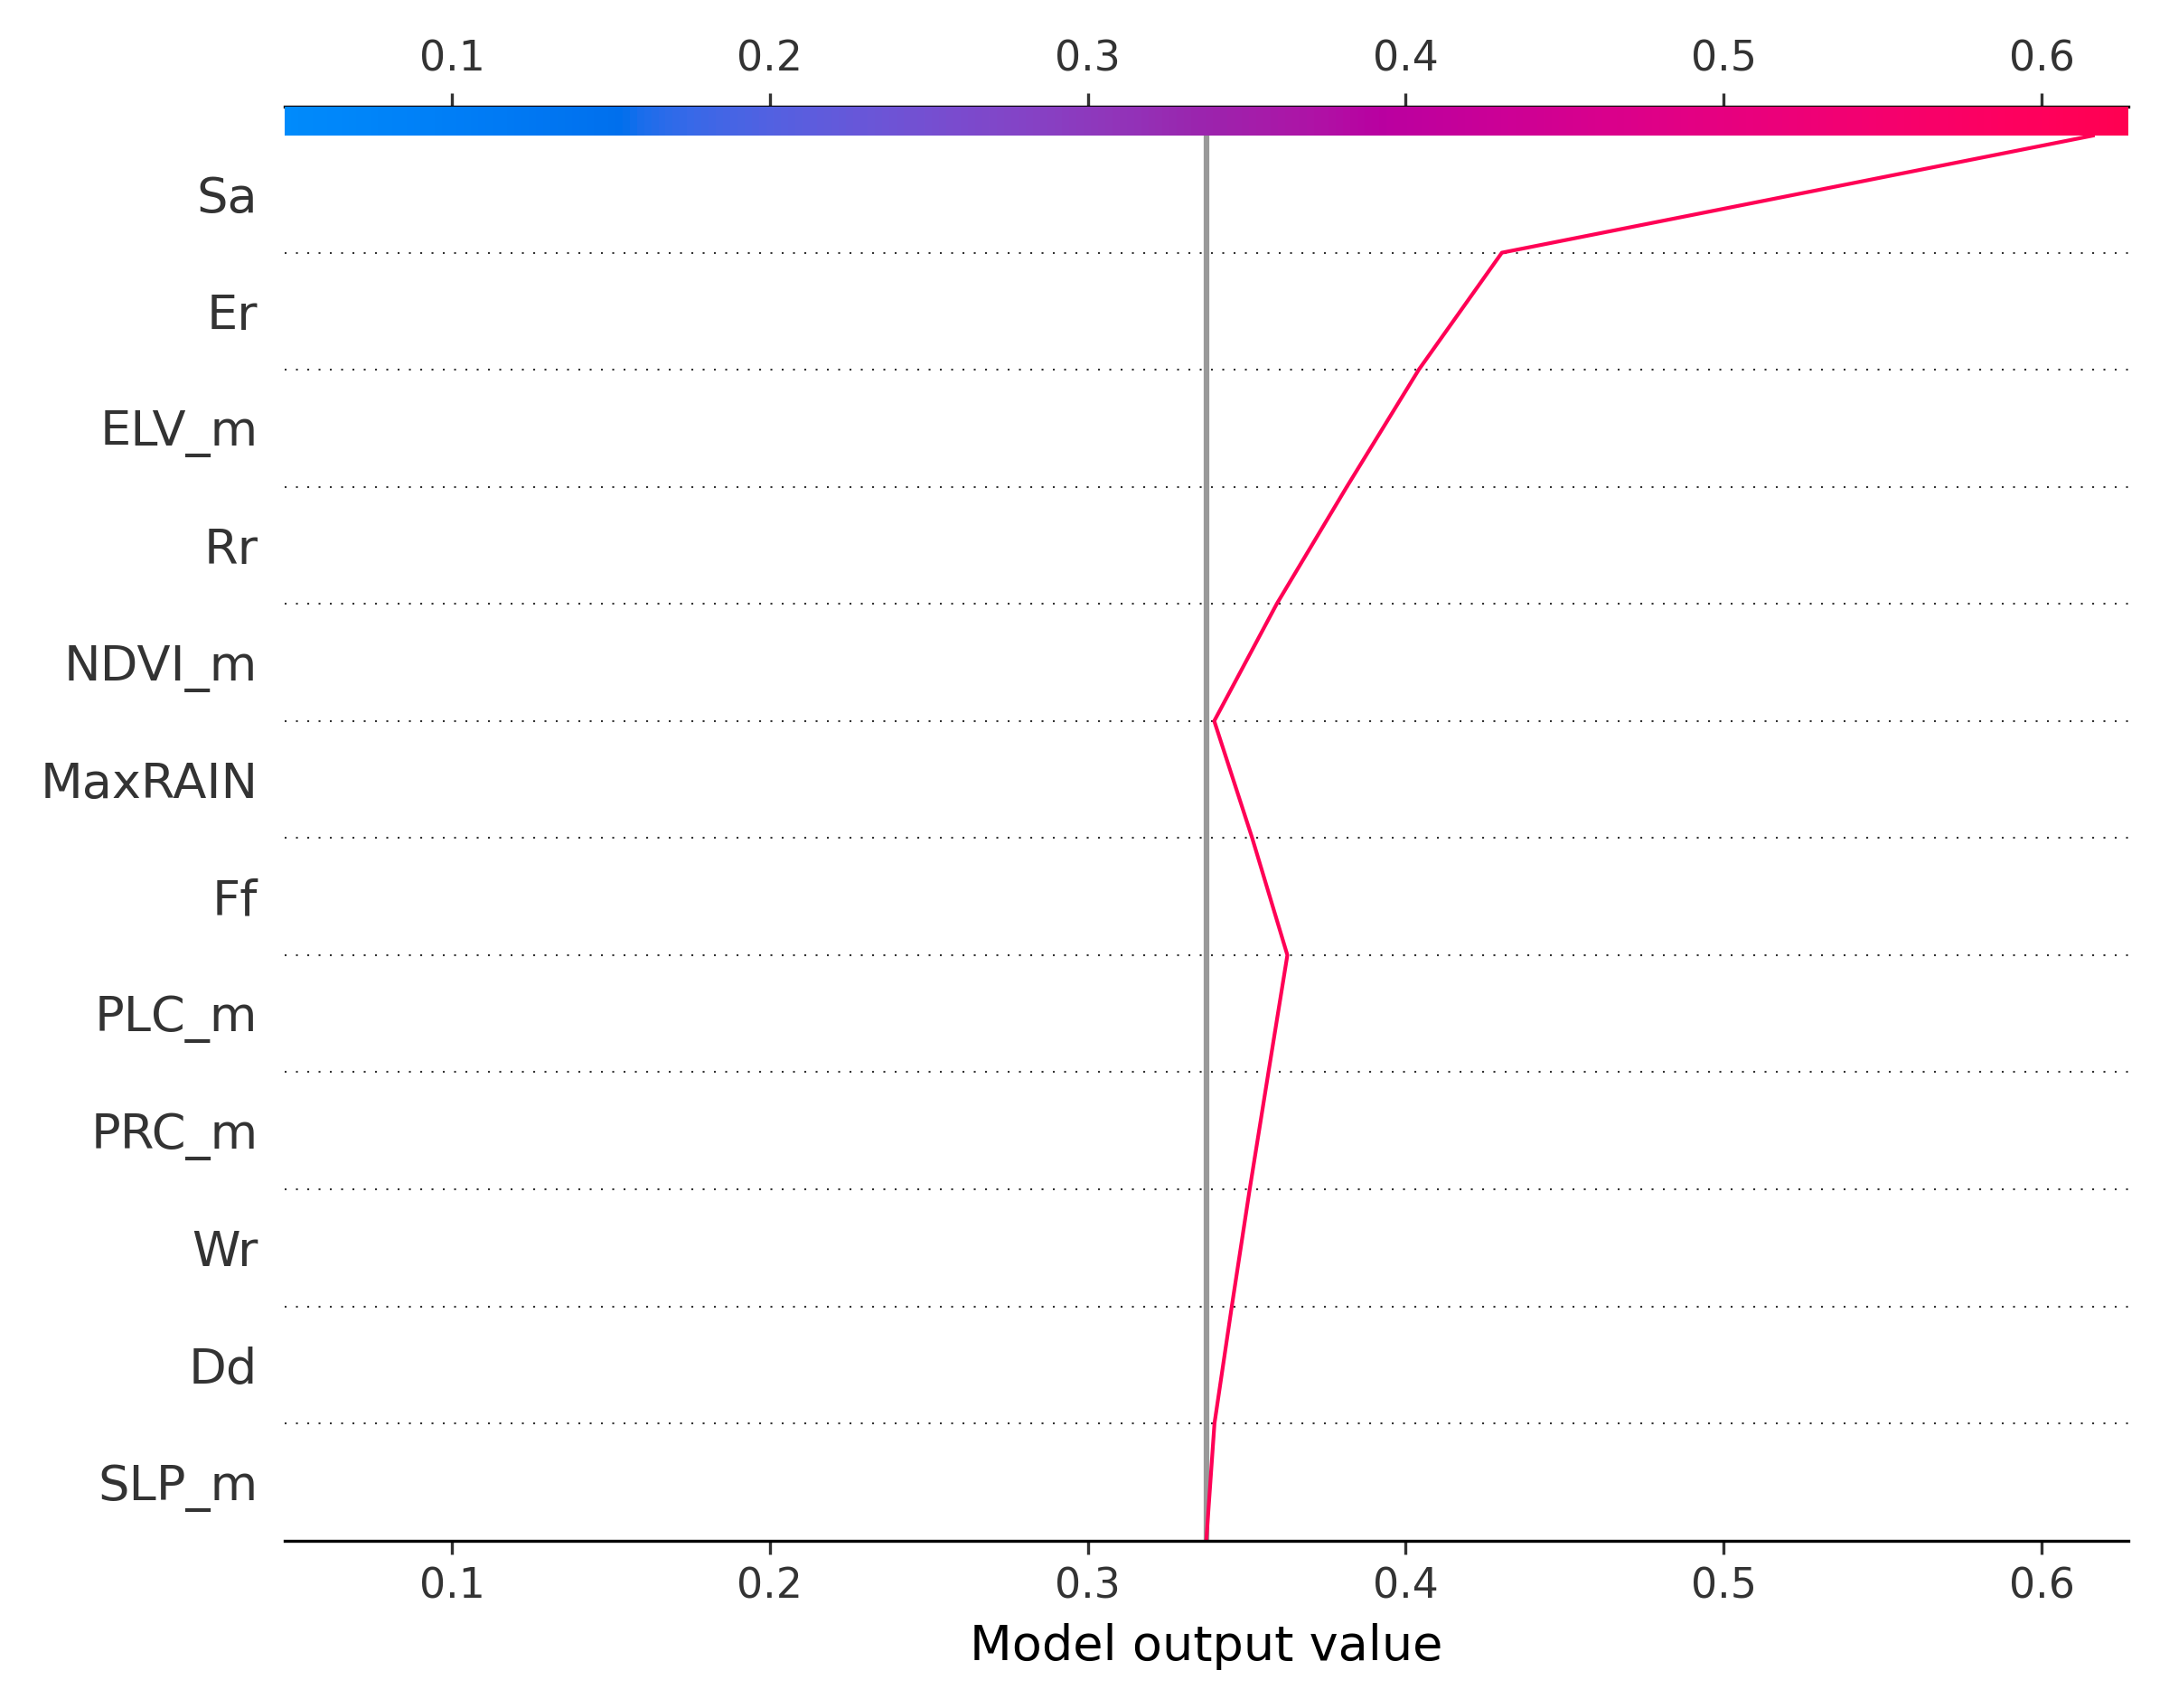 0.1 0.2 0.3 0.4 0.5 0.6
Sa
Er
ELV_m
Rr
NDVI_m
MaxRAIN
Ff
PLC_m
PRC_m
Wr
Dd
SLP_m
0.1 0.2 0.3 0.4 0.5 0.6
Model output value